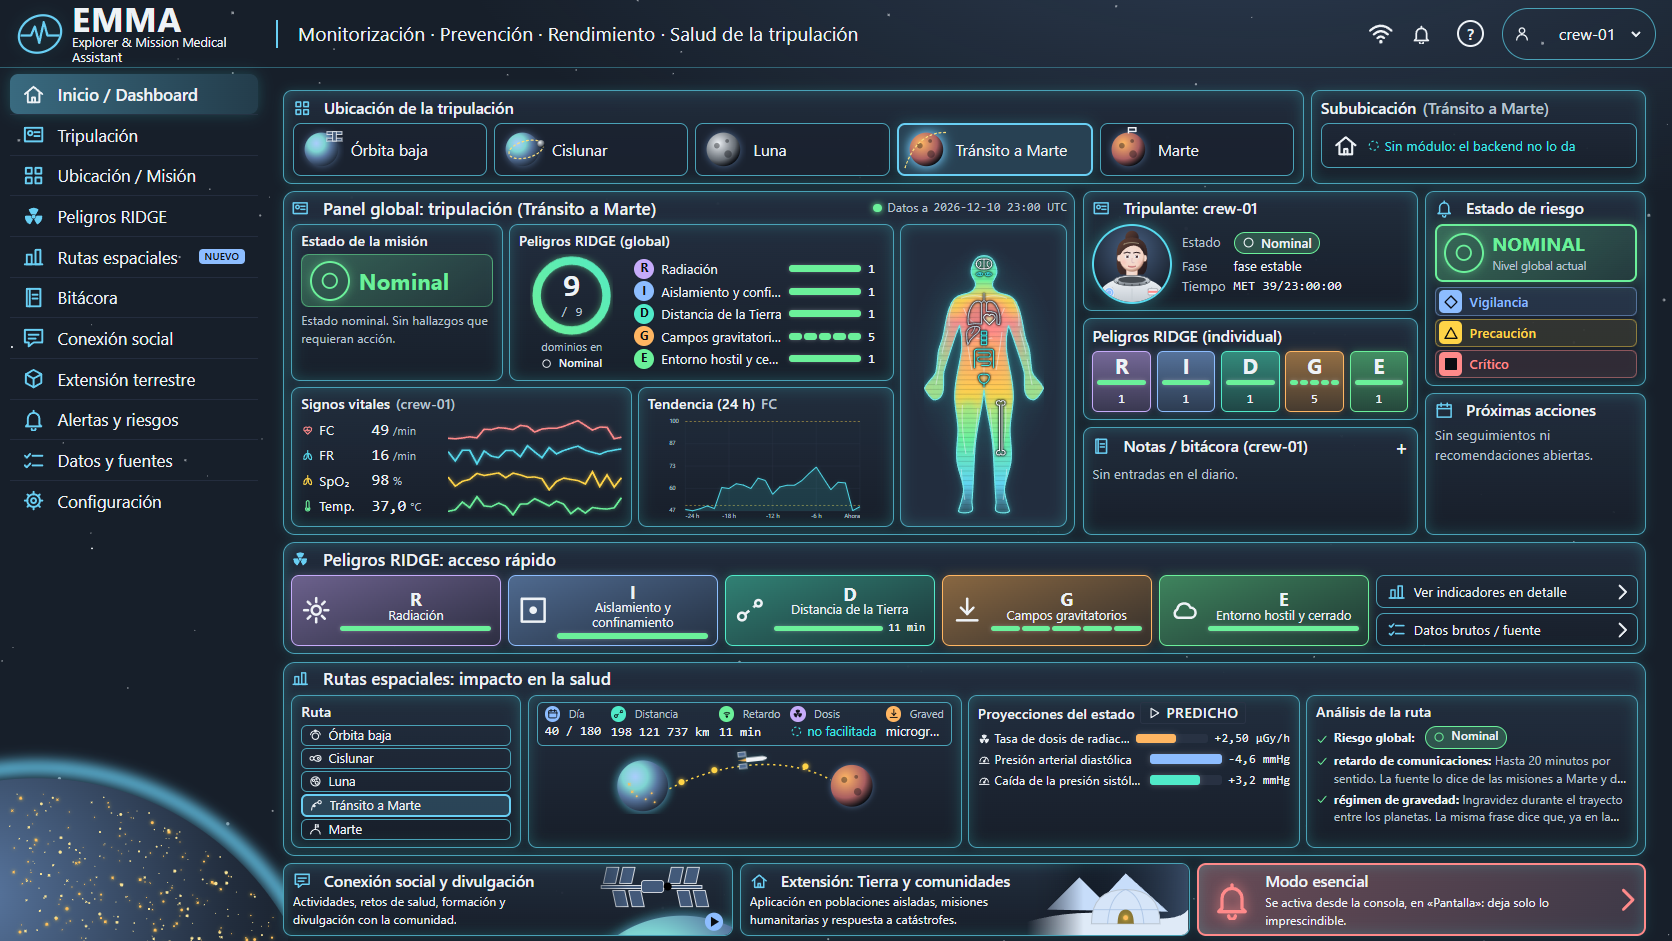 EMMA
Explorer & Mission Medical
Assistant
Monitorización · Prevención · Rendimiento · Salud de la tripulación
crew-01
Inicio / Dashboard
Tripulación
Ubicación / Misión
Peligros RIDGE
Rutas espaciales NUEVO
Bitácora
Conexión social
Extensión terrestre
Alertas y riesgos
Datos y fuentes
Configuración
Ubicación de la tripulación
Órbita baja
Cislunar
Luna
Tránsito a Marte
Marte
Sububicación (Tránsito a Marte)
Sin módulo: el backend no lo da
Panel global: tripulación (Tránsito a Marte)
Datos a 2026-12-10 23:00 UTC
Estado de la misión
Nominal
Estado nominal. Sin hallazgos que
requieran acción.
Peligros RIDGE (global)
9
/ 9
dominios en
Nominal
R Radiación 1
I Aislamiento y confi... 1
D Distancia de la Tierra 1
G Campos gravitatori... 5
E Entorno hostil y ce... 1
Signos vitales (crew-01)
FC 49 /min
FR 16 /min
SpO₂ 98 %
Temp. 37,0 °C
Tendencia (24 h) FC
100
87
73
60
47
-24 h -18 h -12 h -6 h Ahora
Tripulante: crew-01
Estado Nominal
Fase fase estable
Tiempo MET 39/23:00:00
Peligros RIDGE (individual)
R I D G E
1 1 1 5 1
Notas / bitácora (crew-01) +
Sin entradas en el diario.
Estado de riesgo
NOMINAL
Nivel global actual
Vigilancia
Precaución
Crítico
Próximas acciones
Sin seguimientos ni
recomendaciones abiertas.
Peligros RIDGE: acceso rápido
R
Radiación
I
Aislamiento y
confinamiento
D
Distancia de la Tierra
11 min
G
Campos gravitatorios
E
Entorno hostil y cerrado
Ver indicadores en detalle
Datos brutos / fuente
Rutas espaciales: impacto en la salud
Ruta
Órbita baja
Cislunar
Luna
Tránsito a Marte
Marte
Día Distancia Retardo Dosis Graved
40 / 180 198 121 737 km 11 min no facilitada microgr...
Proyecciones del estado PREDICHO
Tasa de dosis de radiac... +2,50 µGy/h
Presión arterial diastólica -4,6 mmHg
Caída de la presión sistól... +3,2 mmHg
Análisis de la ruta
Riesgo global: Nominal
retardo de comunicaciones: Hasta 20 minutos por
sentido. La fuente lo dice de las misiones a Marte y d...
régimen de gravedad: Ingravidez durante el trayecto
entre los planetas. La misma frase dice que, ya en la...
Conexión social y divulgación
Actividades, retos de salud, formación y
divulgación con la comunidad.
Extensión: Tierra y comunidades
Aplicación en poblaciones aisladas, misiones
humanitarias y respuesta a catástrofes.
Modo esencial
Se activa desde la consola, en «Pantalla»: deja solo lo
imprescindible.